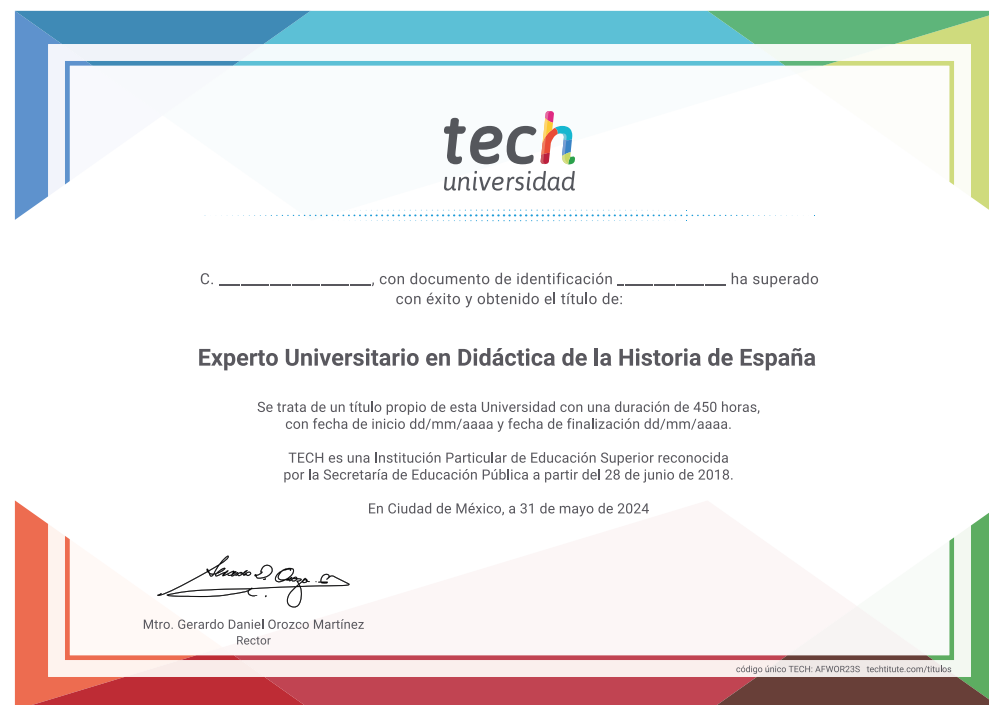 tech
universidad
C. ____________, con documento de identificación _________ ha superado
con éxito y obtenido el título de:
Experto Universitario en Didáctica de la Historia de España
Se trata de un título propio de esta Universidad con una duración de 450 horas,
con fecha de inicio dd/mm/aaaa y fecha de finalización dd/mm/aaaa.
TECH es una Institución Particular de Educación Superior reconocida
por la Secretaría de Educación Pública a partir del 28 de junio de 2018.
En Ciudad de México, a 31 de mayo de 2024
Mtro. Gerardo Daniel Orozco Martínez
Rector
código único TECH: AFWOR23S techtitute.com/titulos